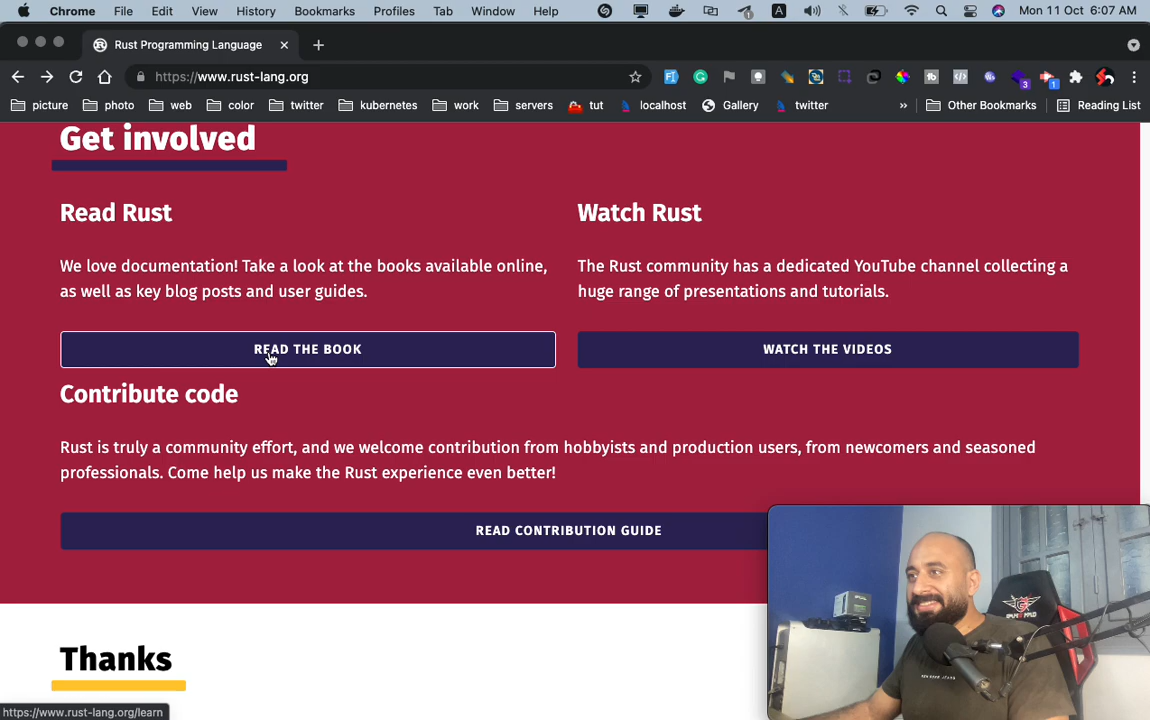 Chrome File Edit View History Bookmarks Profiles Tab Window Help A Mon 11 Oct 6:07 AM
Rust Programming Language
https://www.rust-lang.org
3
1
picture photo web color twitter kubernetes work servers tut localhost Gallery twitter » Other Bookmarks Reading List
Get involved
Read Rust
We love documentation! Take a look at the books available online,
as well as key blog posts and user guides.
READ THE BOOK
Watch Rust
The Rust community has a dedicated YouTube channel collecting a
huge range of presentations and tutorials.
WATCH THE VIDEOS
Contribute code
Rust is truly a community effort, and we welcome contribution from hobbyists and production users, from newcomers and seasoned
professionals. Come help us make the Rust experience even better!
READ CONTRIBUTION GUIDE
Thanks
https://www.rust-lang.org/learn